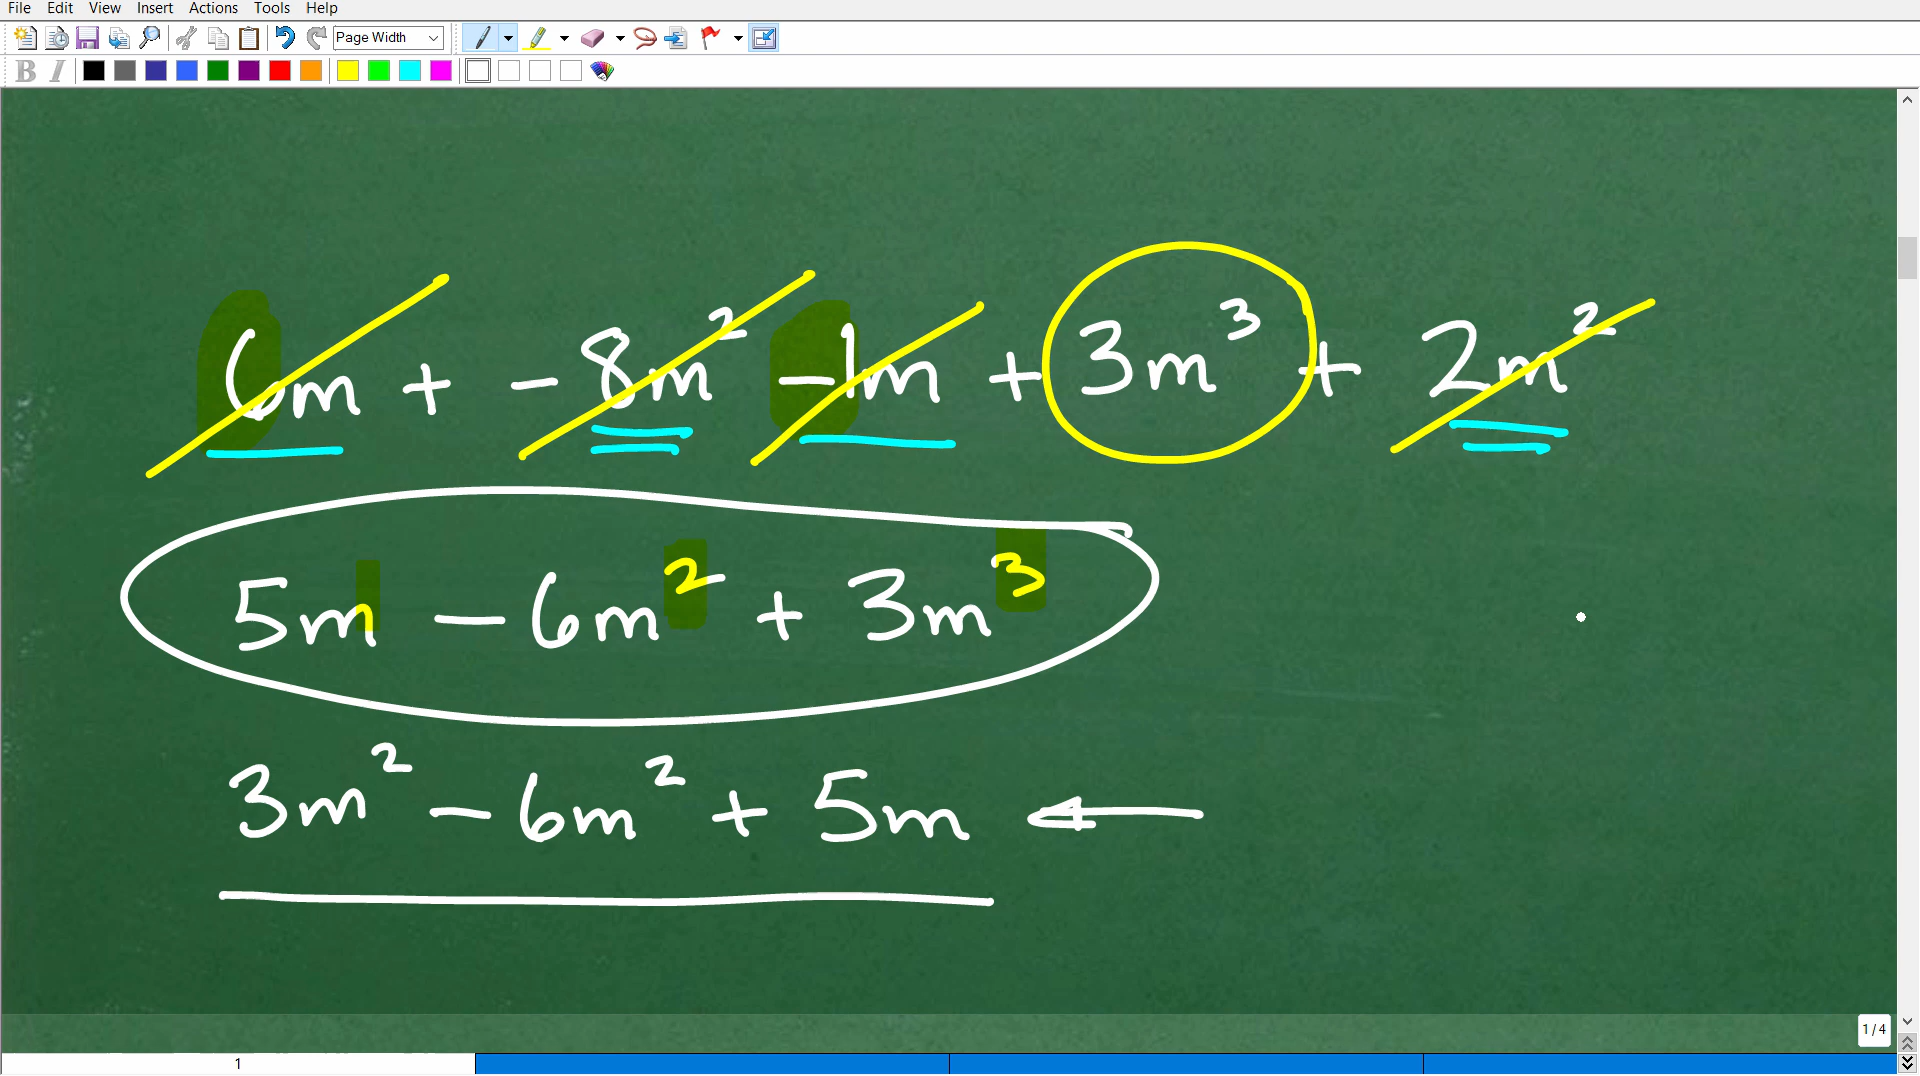 File Edit View Insert Actions Tools Help
Page Width
B I
6m + - 8m² - 1m + 3m³ + 2m²
5m - 6m² + 3m³
3m² - 6m² + 5m ←
1 / 4
1